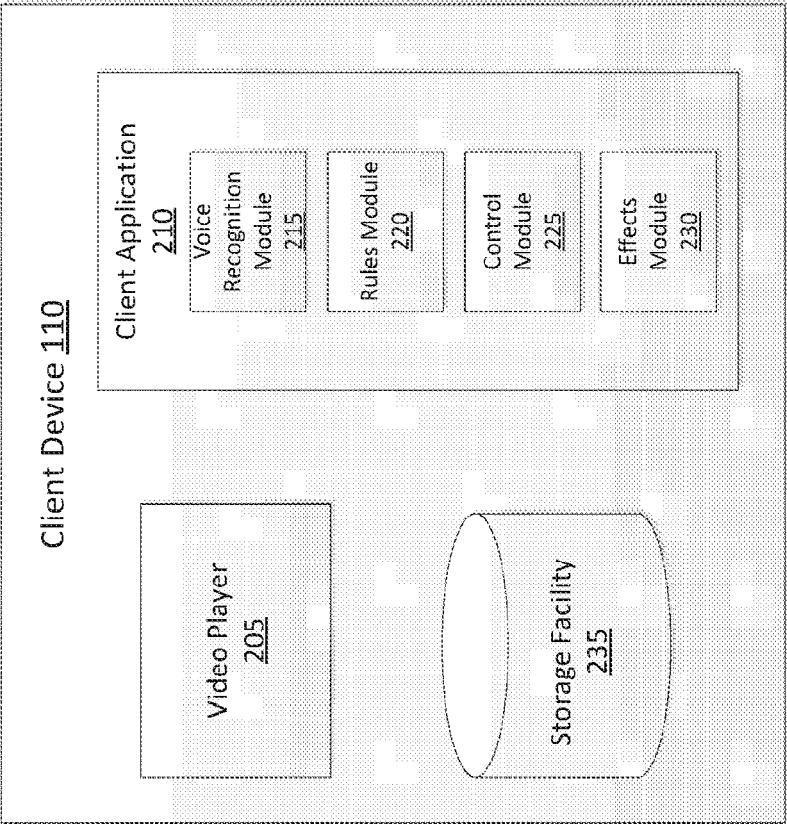 Client Device 110
Video Player
205
Storage Facility
235
Client Application
210
Voice
Recognition
Module
215
Rules Module
220
Control
Module
225
Effects
Module
230